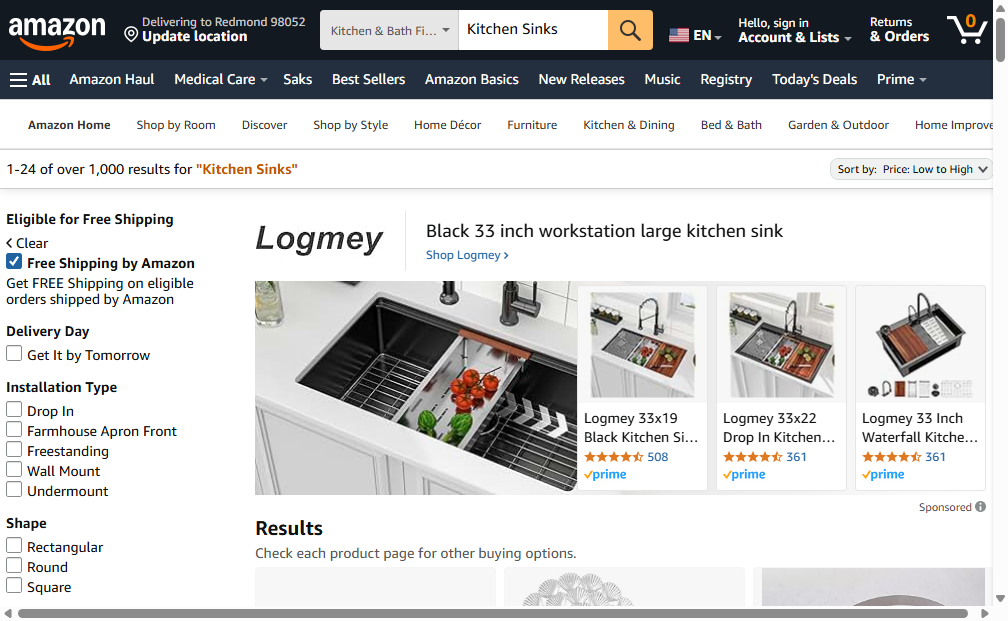 amazon
Delivering to Redmond 98052
Update location
Kitchen & Bath Fi...
Kitchen Sinks
EN
Hello, sign in
Account & Lists
Returns
& Orders
0
All
Amazon Haul
Medical Care
Saks
Best Sellers
Amazon Basics
New Releases
Music
Registry
Today's Deals
Prime
Amazon Home
Shop by Room
Discover
Shop by Style
Home Décor
Furniture
Kitchen & Dining
Bed & Bath
Garden & Outdoor
Home Improve
1-24 of over 1,000 results for "Kitchen Sinks"
Sort by: Price: Low to High
Eligible for Free Shipping
Clear
Free Shipping by Amazon
Get FREE Shipping on eligible
orders shipped by Amazon
Delivery Day
Get It by Tomorrow
Installation Type
Drop In
Farmhouse Apron Front
Freestanding
Wall Mount
Undermount
Shape
Rectangular
Round
Square
Logmey
Black 33 inch workstation large kitchen sink
Shop Logmey
Logmey 33x19
Black Kitchen Si...
508
prime
Logmey 33x22
Drop In Kitchen...
361
prime
Logmey 33 Inch
Waterfall Kitche...
361
prime
Sponsored
Results
Check each product page for other buying options.